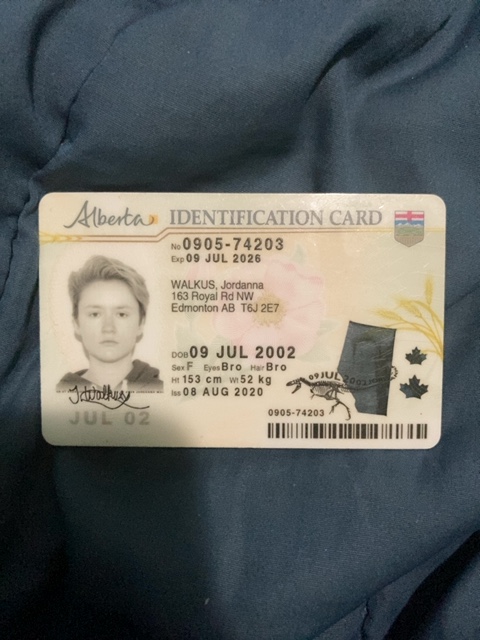 Alberta IDENTIFICATION CARD
No 0905-74203
Exp 09 JUL 2026
WALKUS, Jordanna
163 Royal Rd NW
Edmonton AB T6J 2E7
DOB 09 JUL 2002
Sex F Eyes Bro Hair Bro
Ht 153 cm Wt 52 kg
Iss 08 AUG 2020
JUL 02
09 JUL 2002
0905-74203